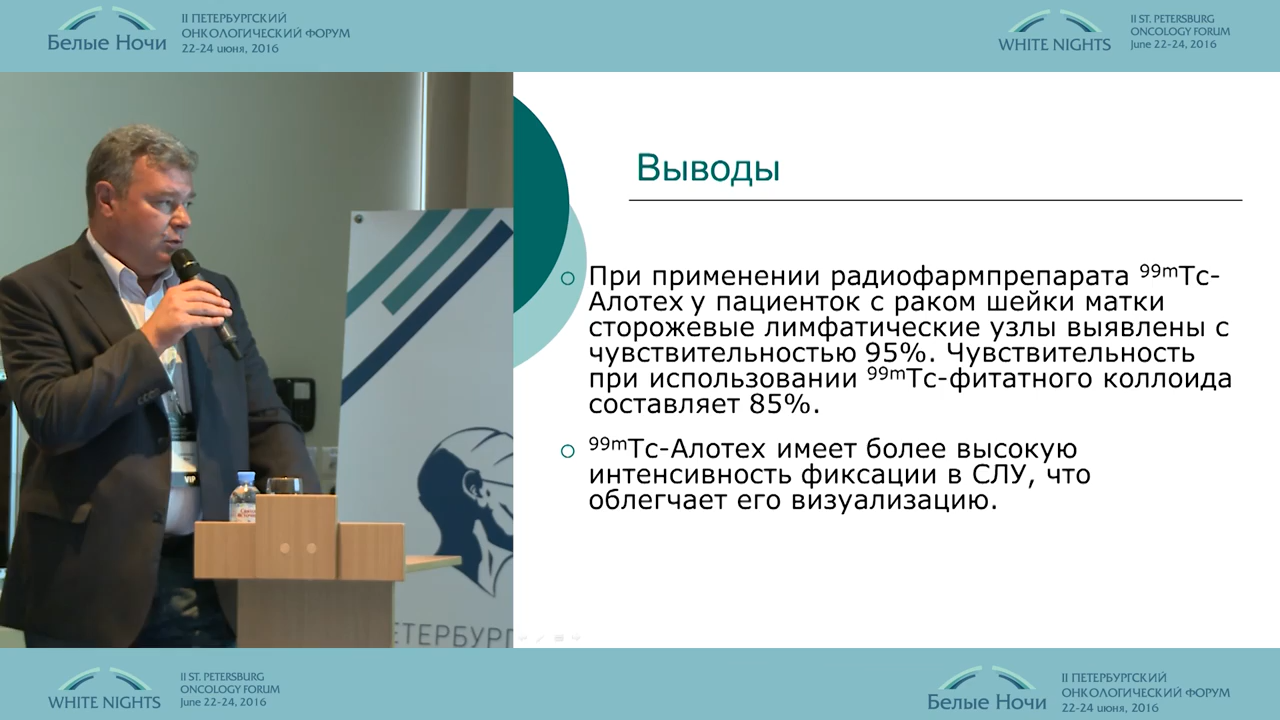 Белые Ночи
II ПЕТЕРБУРГСКИЙ
ОНКОЛОГИЧЕСКИЙ ФОРУМ
22-24 июня, 2016
WHITE NIGHTS
II ST. PETERSBURG
ONCOLOGY FORUM
June 22-24, 2016
Выводы
При применении радиофармпрепарата ⁹⁹ᵐТс-
Алотех у пациенток с раком шейки матки
сторожевые лимфатические узлы выявлены с
чувствительностью 95%. Чувствительность
при использовании ⁹⁹ᵐТс-фитатного коллоида
составляет 85%.
⁹⁹ᵐТс-Алотех имеет более высокую
интенсивность фиксации в СЛУ, что
облегчает его визуализацию.
VIP
ЕТЕРБУРГ
WHITE NIGHTS
II ST. PETERSBURG
ONCOLOGY FORUM
June 22-24, 2016
Белые Ночи
II ПЕТЕРБУРГСКИЙ
ОНКОЛОГИЧЕСКИЙ ФОРУМ
22-24 июня, 2016